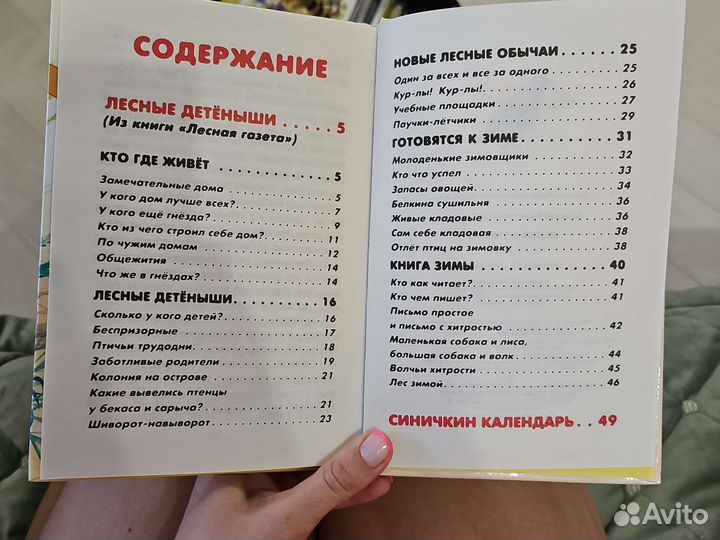 СОДЕРЖАНИЕ
ЛЕСНЫЕ ДЕТЁНЫШИ . . . . . 5
(Из книги «Лесная газета»)
КТО ГДЕ ЖИВЁТ . . . . . 5
Замечательные дома . . . . . 5
У кого дом лучше всех? . . . . . 7
У кого ещё гнёзда? . . . . . 9
Кто из чего строил себе дом? . . . . . 11
По чужим домам . . . . . 12
Общежития . . . . . 14
Что же в гнёздах? . . . . . 14
ЛЕСНЫЕ ДЕТЁНЫШИ . . . . . 16
Сколько у кого детей? . . . . . 16
Беспризорные . . . . . 17
Птичьи трудодни . . . . . 18
Заботливые родители . . . . . 19
Колония на острове . . . . . 21
Какие вывелись птенцы
у бекаса и сарыча? . . . . . 21
Шиворот-навыворот . . . . . 23
НОВЫЕ ЛЕСНЫЕ ОБЫЧАИ . . . . . 25
Один за всех и все за одного . . . . . 25
Кур-лы! Кур-лы! . . . . . 26
Учебные площадки . . . . . 27
Паучки-лётчики . . . . . 29
ГОТОВЯТСЯ К ЗИМЕ . . . . . 31
Молоденькие зимовщики . . . . . 32
Кто что успел . . . . . 33
Запасы овощей . . . . . 34
Белкина сушильня . . . . . 36
Живые кладовые . . . . . 36
Сам себе кладовая . . . . . 38
Отлёт птиц на зимовку . . . . . 38
КНИГА ЗИМЫ . . . . . 40
Кто как читает? . . . . . 41
Кто чем пишет? . . . . . 41
Письмо простое
и письмо с хитростью . . . . . 42
Маленькая собака и лиса,
большая собака и волк . . . . . 44
Волчьи хитрости . . . . . 45
Лес зимой . . . . . 46
СИНИЧКИН КАЛЕНДАРЬ . . 49
Avito